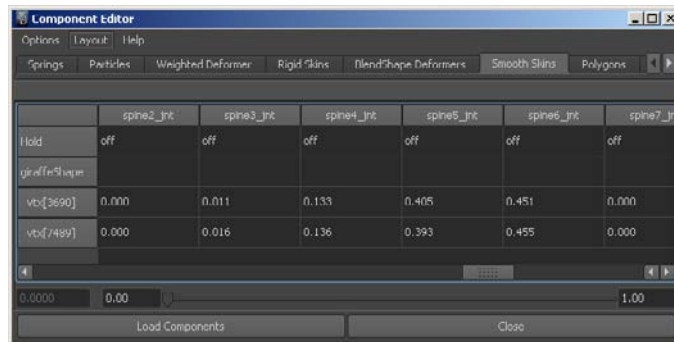 Component Editor
Options Layout Help
Springs Particles Weighted Deformer Rigid Skins BlendShape Deformers Smooth Skins Polygons
spine2_jnt spine3_jnt spine4_jnt spine5_jnt spine6_jnt spine7_jn
Hold off off off off off off
giraffeShape
vtx[3690] 0.000 0.011 0.133 0.405 0.451 0.000
vtx[7489] 0.000 0.016 0.136 0.393 0.455 0.000
0.0000 0.00 1.00
Load Components Close